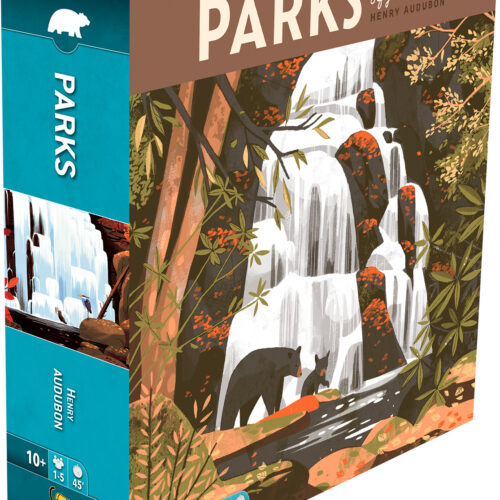 PARKS
HENRY AUDUBON
PARKS
HENRY
AUDUBON
10+
1-5
45'